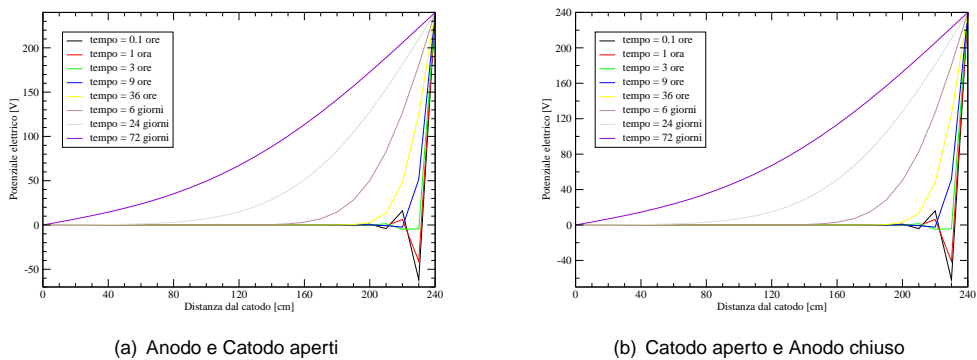 200
150
100
50
0
-50
Potenziale elettrico [V]
tempo = 0.1 ore
tempo = 1 ora
tempo = 3 ore
tempo = 9 ore
tempo = 36 ore
tempo = 6 giorni
tempo = 24 giorni
tempo = 72 giorni
0 40 80 120 160 200 240
Distanza dal catodo [cm]
(a) Anodo e Catodo aperti
240
200
160
120
80
40
0
-40
Potenziale elettrico [V]
tempo = 0.1 ore
tempo = 1 ora
tempo = 3 ore
tempo = 9 ore
tempo = 36 ore
tempo = 6 giorni
tempo = 24 giorni
tempo = 72 giorni
0 40 80 120 160 200 240
Distanza dal catodo [cm]
(b) Catodo aperto e Anodo chiuso